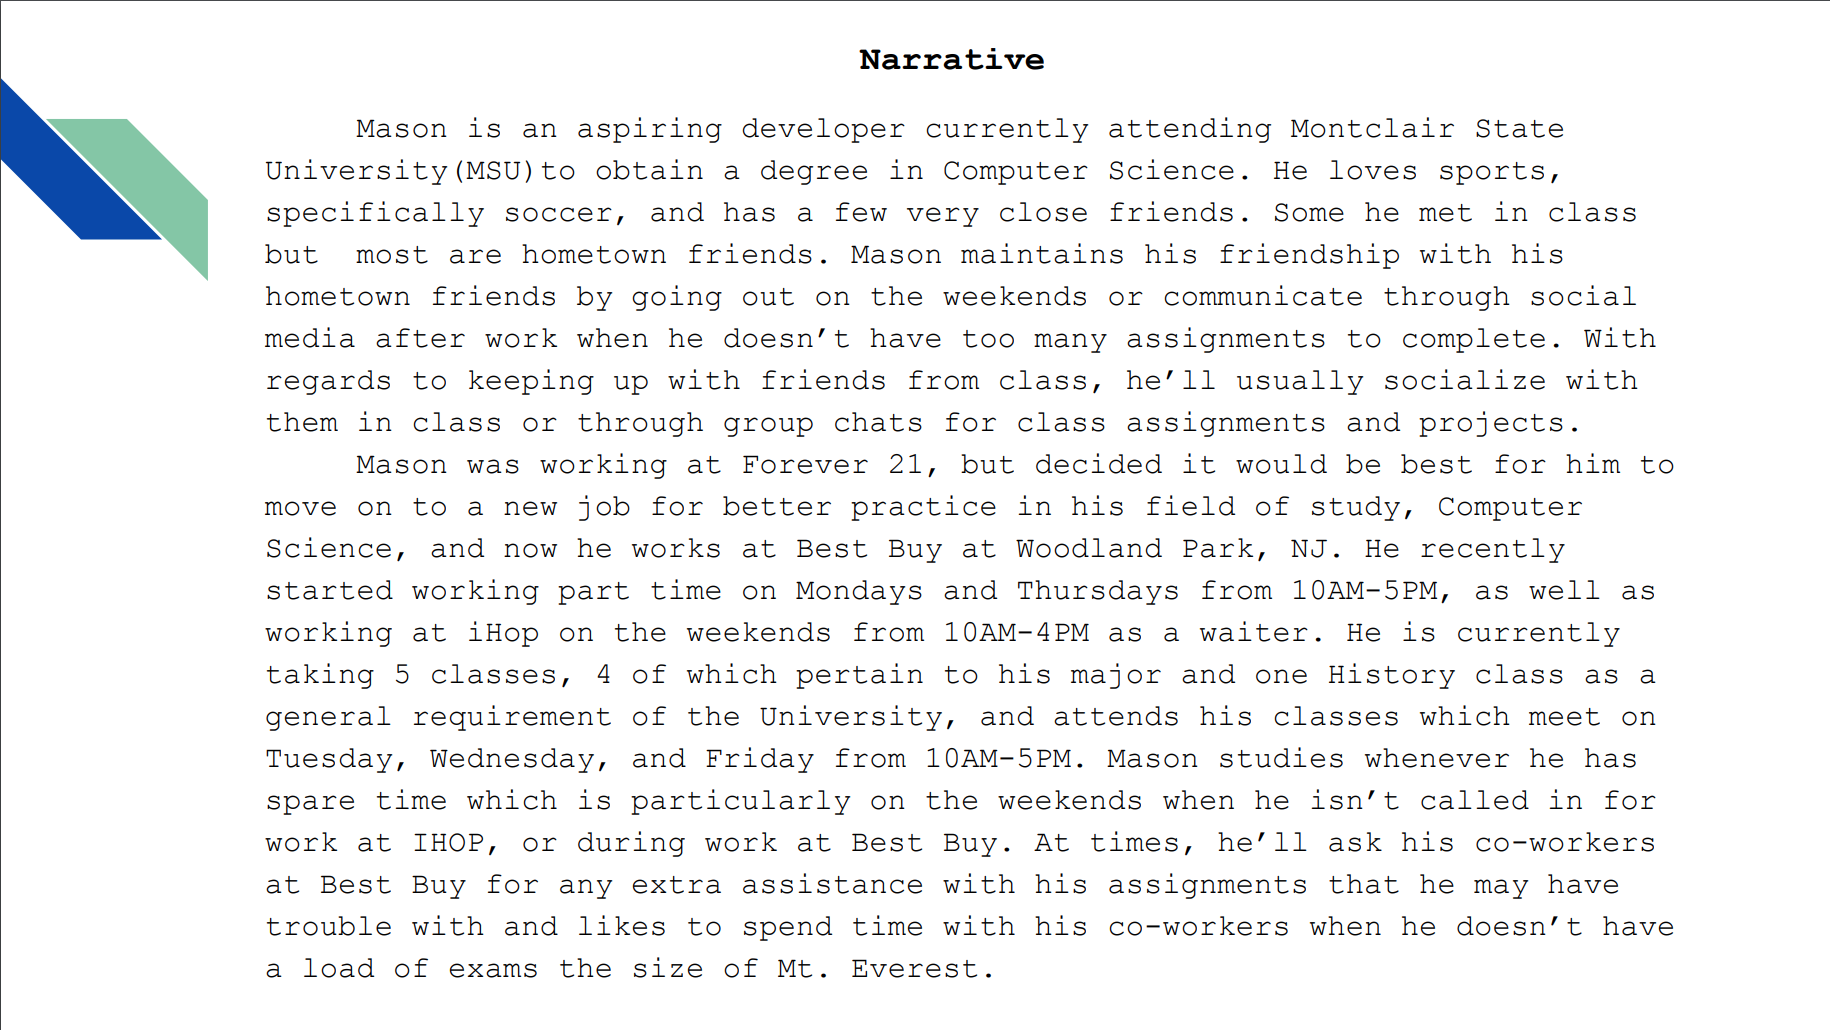 Narrative
Mason is an aspiring developer currently attending Montclair State
University(MSU)to obtain a degree in Computer Science. He loves sports,
specifically soccer, and has a few very close friends. Some he met in class
but  most are hometown friends. Mason maintains his friendship with his
hometown friends by going out on the weekends or communicate through social
media after work when he doesn’t have too many assignments to complete. With
regards to keeping up with friends from class, he’ll usually socialize with
them in class or through group chats for class assignments and projects.
Mason was working at Forever 21, but decided it would be best for him to
move on to a new job for better practice in his field of study, Computer
Science, and now he works at Best Buy at Woodland Park, NJ. He recently
started working part time on Mondays and Thursdays from 10AM-5PM, as well as
working at iHop on the weekends from 10AM-4PM as a waiter. He is currently
taking 5 classes, 4 of which pertain to his major and one History class as a
general requirement of the University, and attends his classes which meet on
Tuesday, Wednesday, and Friday from 10AM-5PM. Mason studies whenever he has
spare time which is particularly on the weekends when he isn’t called in for
work at IHOP, or during work at Best Buy. At times, he’ll ask his co-workers
at Best Buy for any extra assistance with his assignments that he may have
trouble with and likes to spend time with his co-workers when he doesn’t have
a load of exams the size of Mt. Everest.